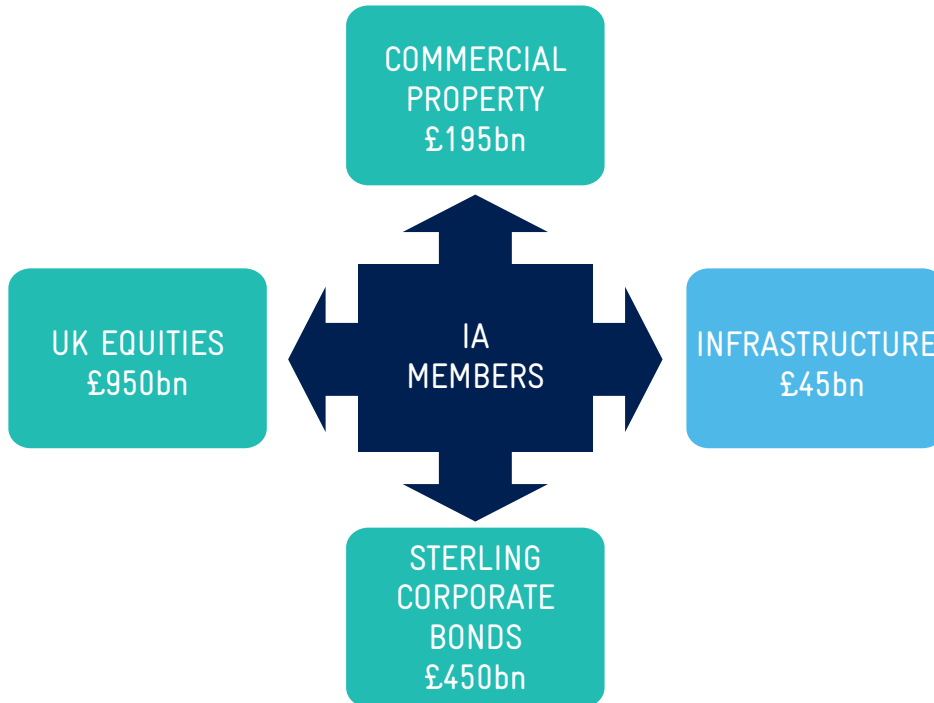 COMMERCIAL
PROPERTY
£195bn
UK EQUITIES
£950bn
IA
MEMBERS
INFRASTRUCTURE
£45bn
STERLING
CORPORATE
BONDS
£450bn